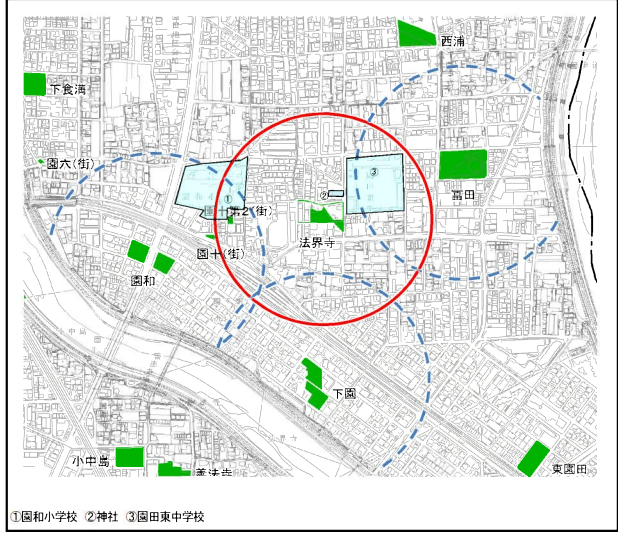 西浦
下食満
園六(街)
①
②
③
富田
園十第2(街)
園十(街)
法界寺
園和
下園
小中島
善法寺
東園田
①園和小学校 ②神社 ③園田東中学校